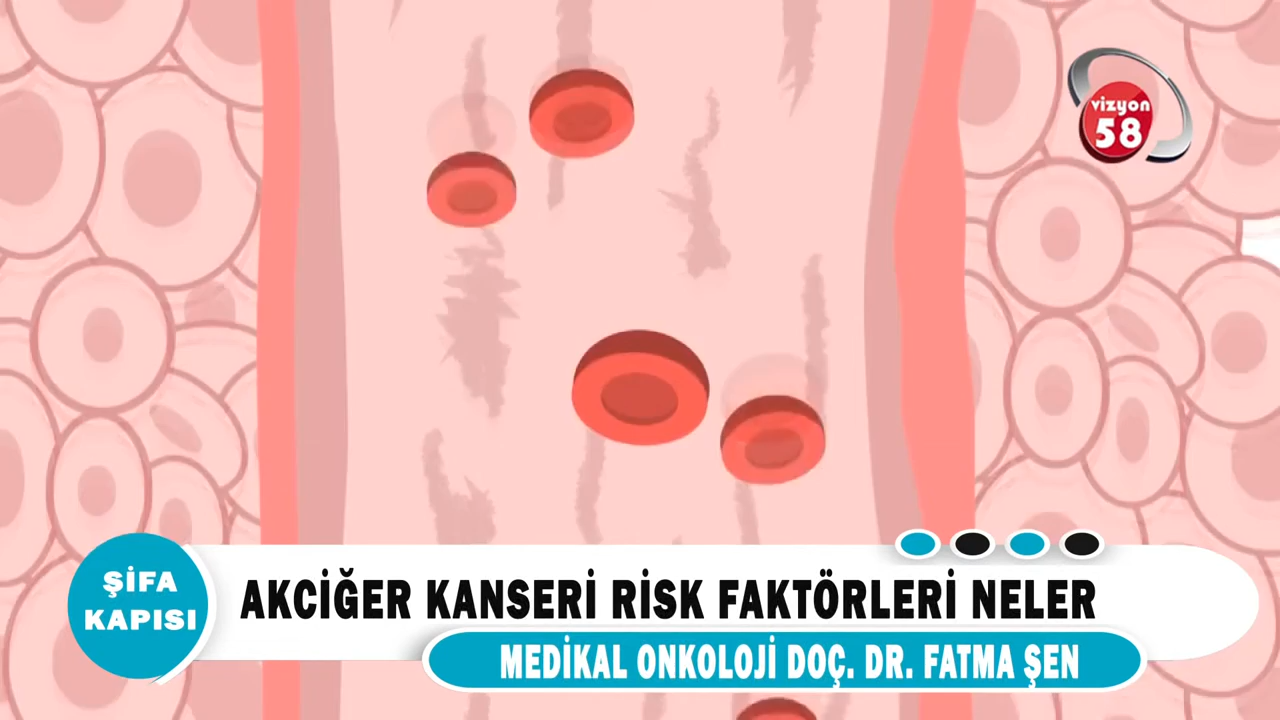 vizyon
58
ŞİFA
KAPISI
AKCİĞER KANSERİ RİSK FAKTÖRLERİ NELER
MEDİKAL ONKOLOJİ DOÇ. DR. FATMA ŞEN